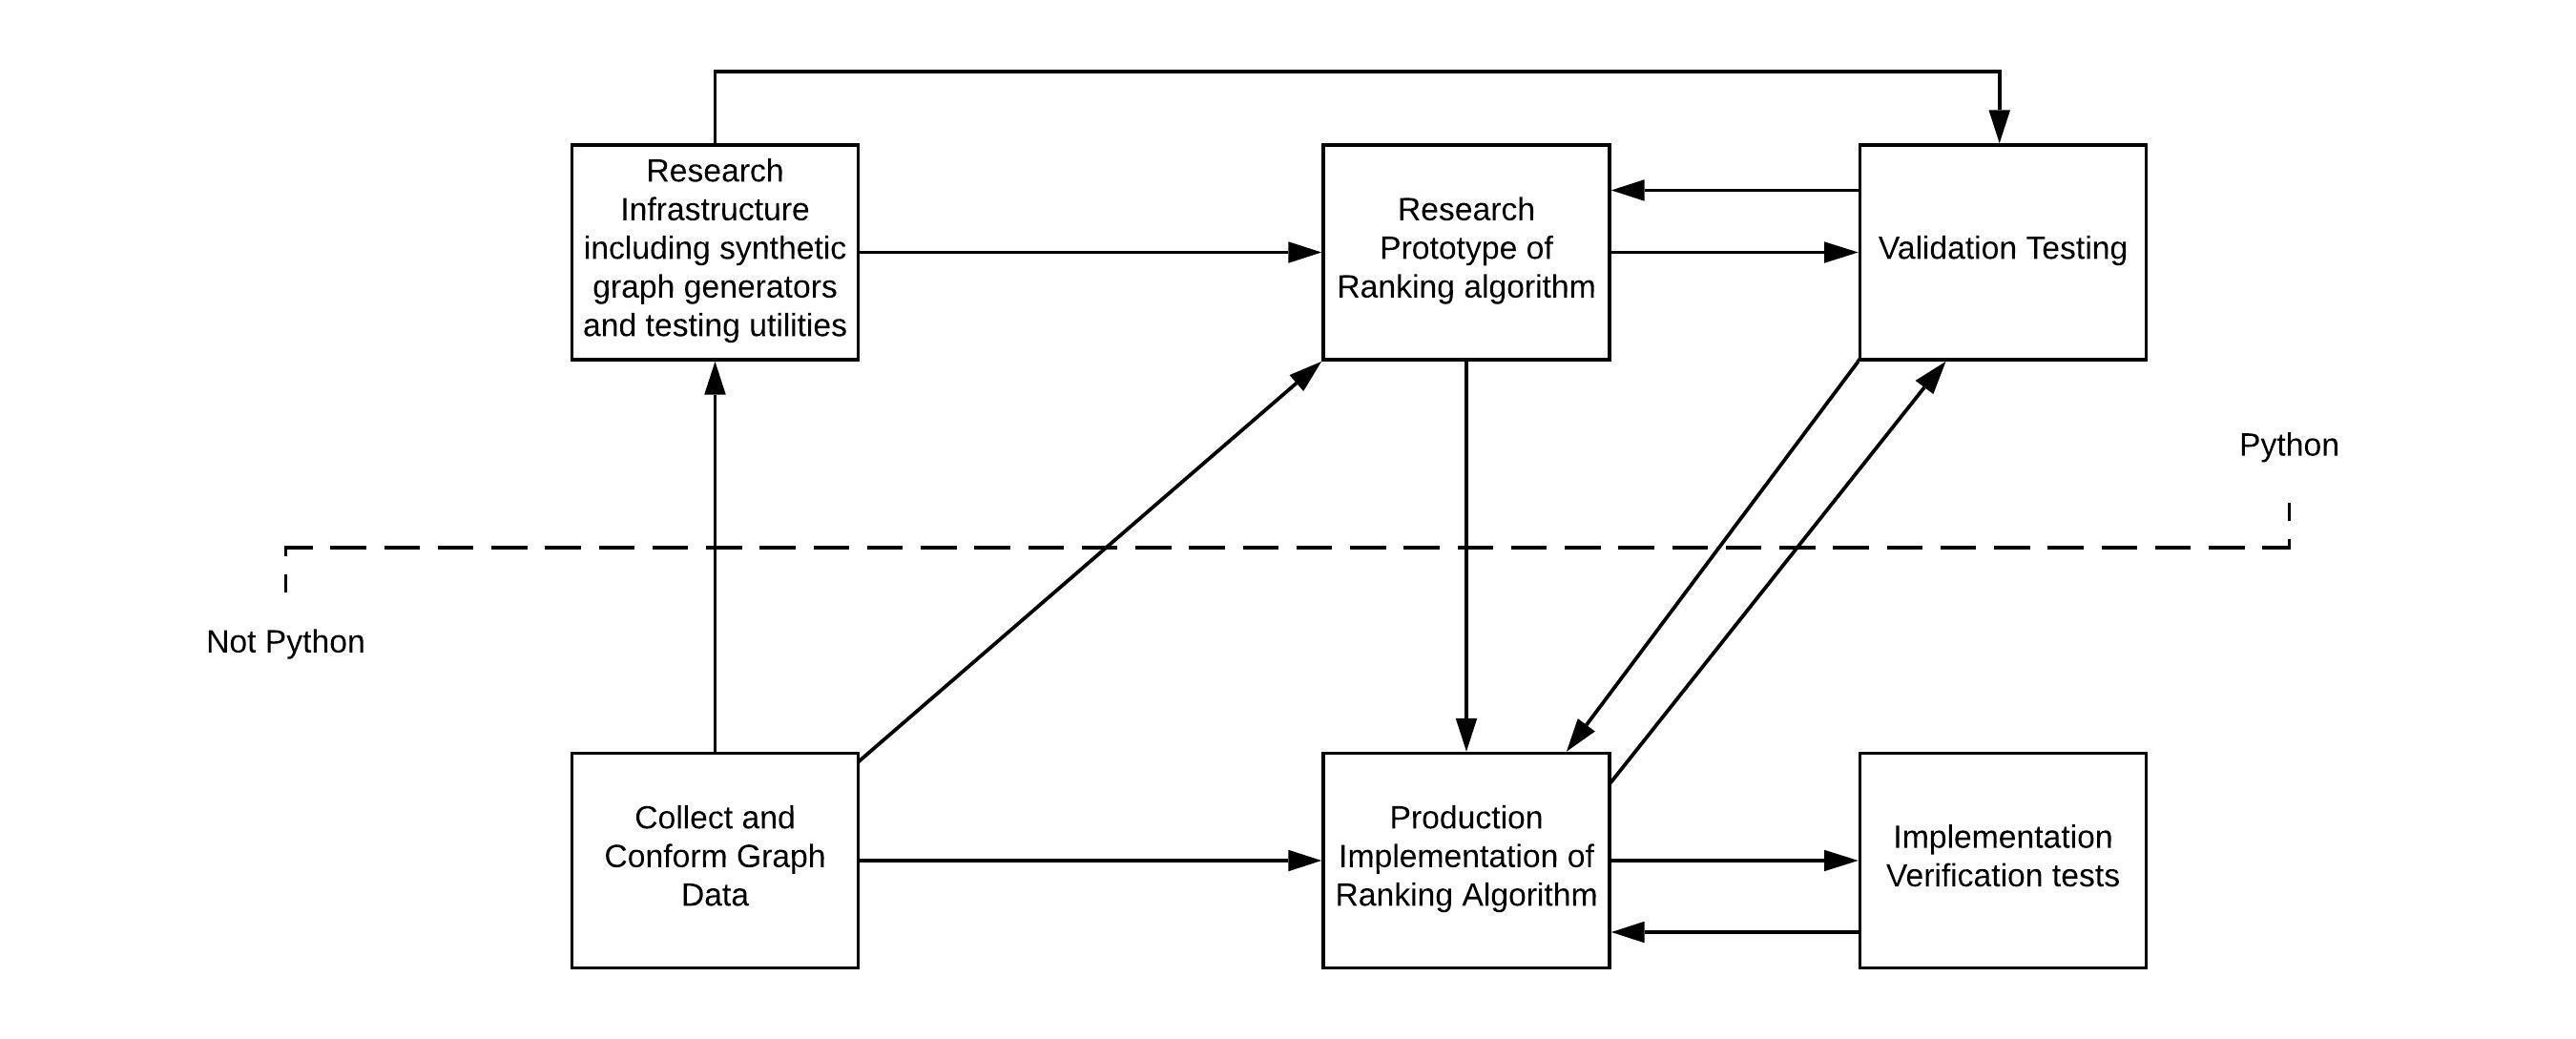 Research
Infrastructure
including synthetic
graph generators
and testing utilities
Research
Prototype of
Ranking algorithm
Validation Testing
Python
Not Python
Collect and
Conform Graph
Data
Production
Implementation of
Ranking Algorithm
Implementation
Verification tests